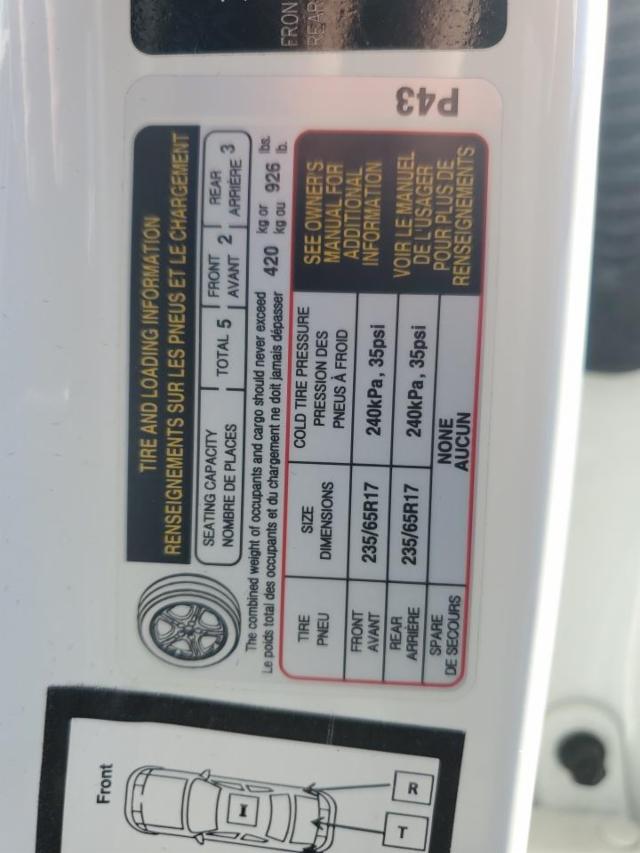 FRON
REAR
P43
TIRE AND LOADING INFORMATION
RENSEIGNEMENTS SUR LES PNEUS ET LE CHARGEMENT
SEATING CAPACITY
NOMBRE DE PLACES
TOTAL 5
FRONT
AVANT 2
REAR
ARRIÈRE 3
The combined weight of occupants and cargo should never exceed 420 kg or 926 lbs.
Le poids total des occupants et du chargement ne doit jamais dépasser kg ou lb.
TIRE
PNEU
SIZE
DIMENSIONS
COLD TIRE PRESSURE
PRESSION DES
PNEUS À FROID
FRONT
AVANT
235/65R17
240kPa, 35psi
REAR
ARRIÈRE
235/65R17
240kPa, 35psi
SPARE
DE SECOURS
NONE
AUCUN
SEE OWNER'S
MANUAL FOR
ADDITIONAL
INFORMATION
VOIR LE MANUEL
DE L'USAGER
POUR PLUS DE
RENSEIGNEMENTS
Front
I
R
T